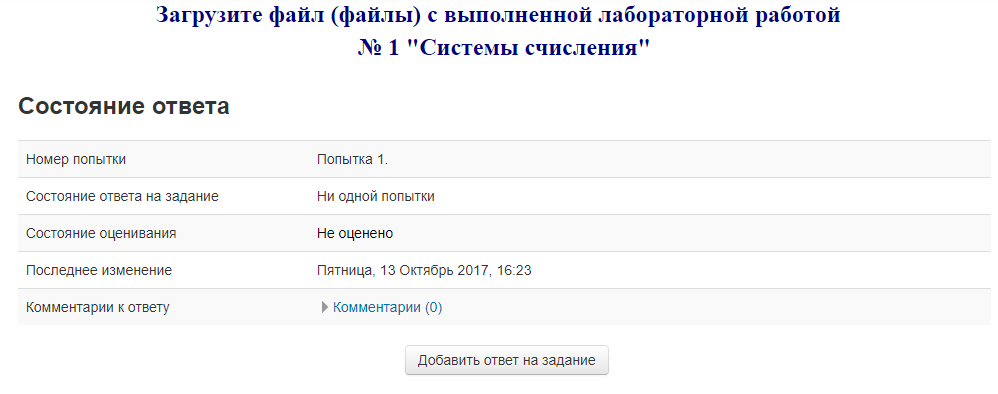 Загрузите файл (файлы) с выполненной лабораторной работой
№ 1 "Системы счисления"
Состояние ответа
Номер попытки Попытка 1.
Состояние ответа на задание Ни одной попытки
Состояние оценивания Не оценено
Последнее изменение Пятница, 13 Октябрь 2017, 16:23
Комментарии к ответу Комментарии (0)
Добавить ответ на задание